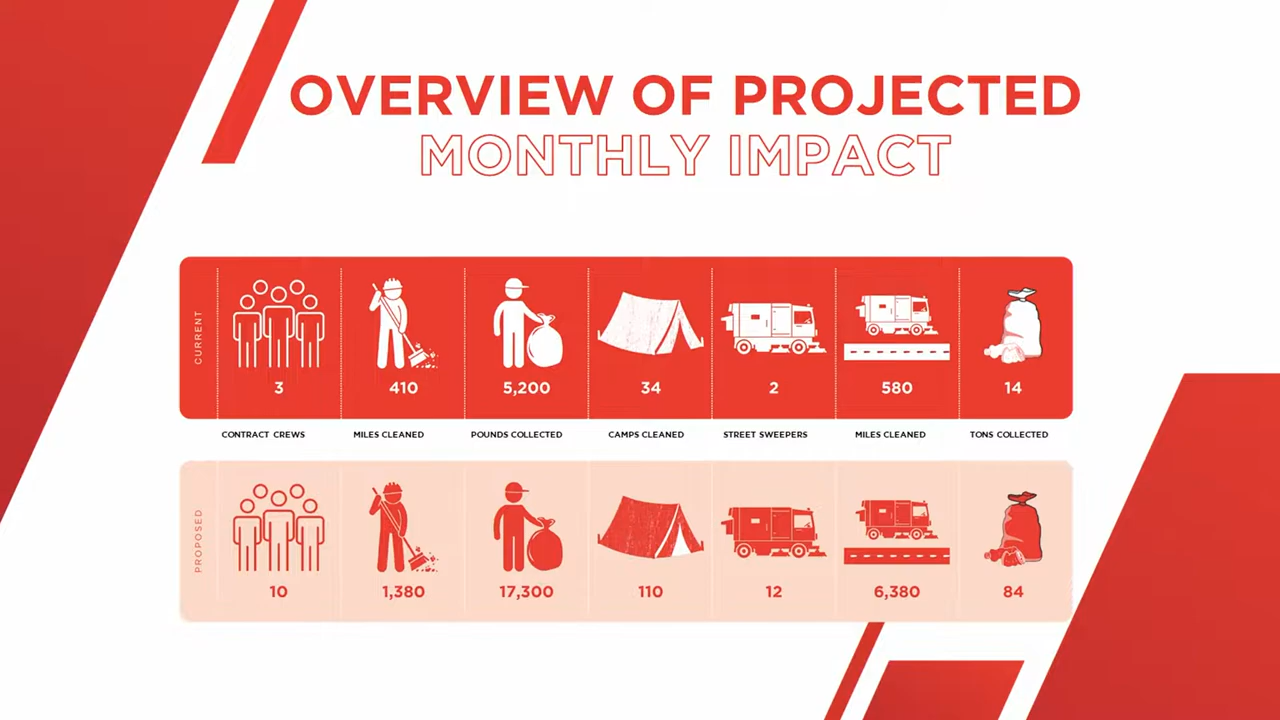 OVERVIEW OF PROJECTED
MONTHLY IMPACT
CURRENT
3 410 5,200 34 2 580 14
CONTRACT CREWS MILES CLEANED POUNDS COLLECTED CAMPS CLEANED STREET SWEEPERS MILES CLEANED TONS COLLECTED
PROPOSED
10 1,380 17,300 110 12 6,380 84